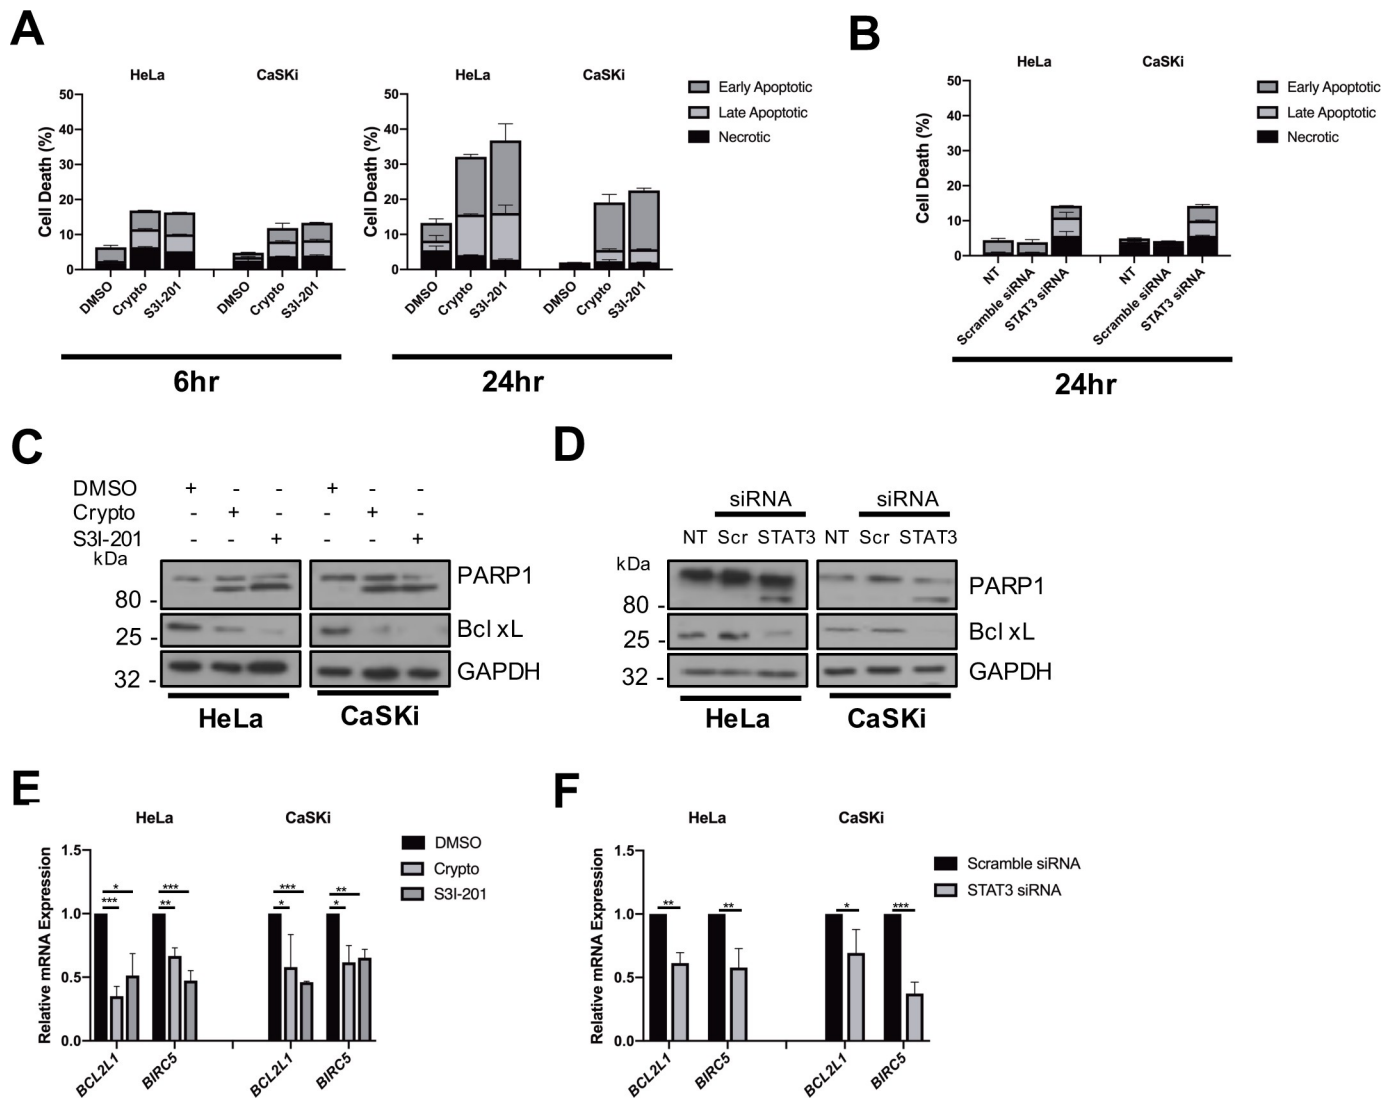 A
HeLa CaSKi
Cell Death (%)
50
40
30
20
10
0
DMSO Crypto S3I-201 DMSO Crypto S3I-201
6hr
HeLa CaSKi
Cell Death (%)
50
40
30
20
10
0
DMSO Crypto S3I-201 DMSO Crypto S3I-201
24hr
Early Apoptotic
Late Apoptotic
Necrotic
B
HeLa CaSKi
Cell Death (%)
50
40
30
20
10
0
NT Scramble siRNA STAT3 siRNA NT Scramble siRNA STAT3 siRNA
24hr
Early Apoptotic
Late Apoptotic
Necrotic
C
DMSO + - - + - -
Crypto - + - - + -
S3I-201 - - + - - +
kDa
PARP1
80 -
Bcl xL
25 -
GAPDH
32 -
HeLa CaSKi
D
siRNA siRNA
NT Scr STAT3 NT Scr STAT3
kDa
PARP1
80 -
Bcl xL
25 -
GAPDH
32 -
HeLa CaSKi
E
HeLa CaSKi
Relative mRNA Expression
1.5
1.0
0.5
0.0
* *** *** ** *** * ** *
BCL2L1 BIRC5 BCL2L1 BIRC5
DMSO
Crypto
S3I-201
F
HeLa CaSKi
Relative mRNA Expression
1.5
1.0
0.5
0.0
** ** * ***
BCL2L1 BIRC5 BCL2L1 BIRC5
Scramble siRNA
STAT3 siRNA